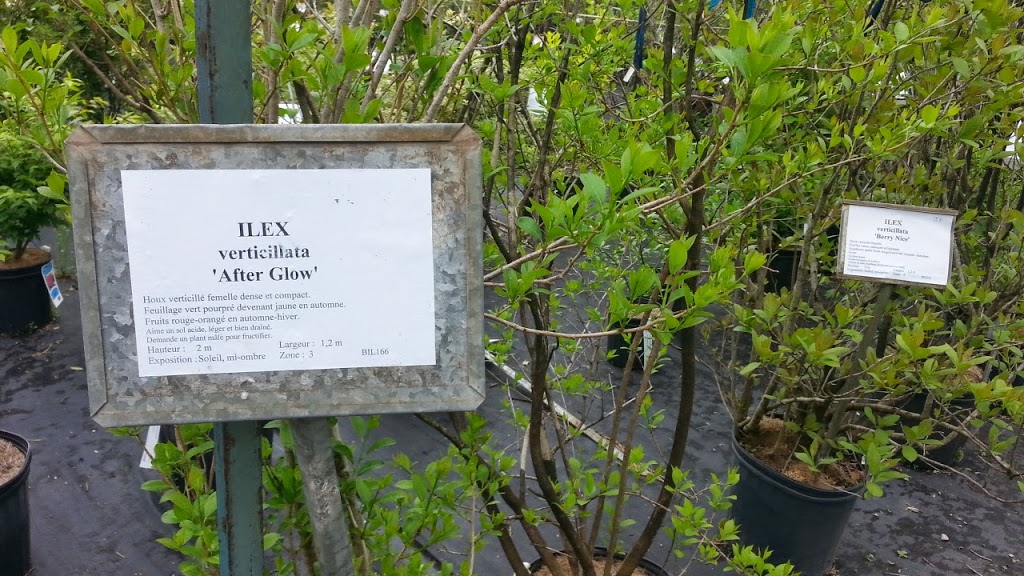 ILEX
verticillata
'After Glow'
Houx verticillé femelle dense et compact.
Feuillage vert pourpré devenant jaune en automne.
Fruits rouge-orangé en automne-hiver.
Aime un sol acide, léger et bien drainé.
Demande un plant mâle pour fructifier.
Hauteur : 2 m Largeur : 1,2 m
Exposition : Soleil, mi-ombre Zone : 3 BIL166
ILEX
verticillata
'Berry Nice'